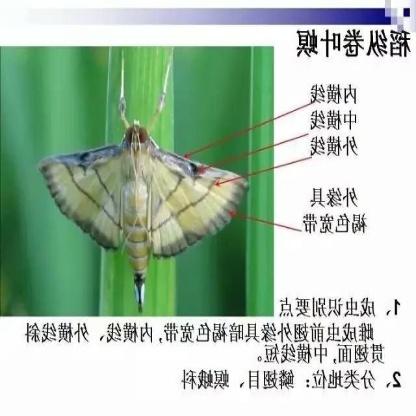 稻纵卷叶螟
内横线
中横线
外横线
外缘具
褐色宽带
1、成虫识别要点
雌成虫前翅外缘具暗褐色宽带,内横线、外横线斜
贯翅面,中横线短。
2、分类地位:鳞翅目、螟蛾科